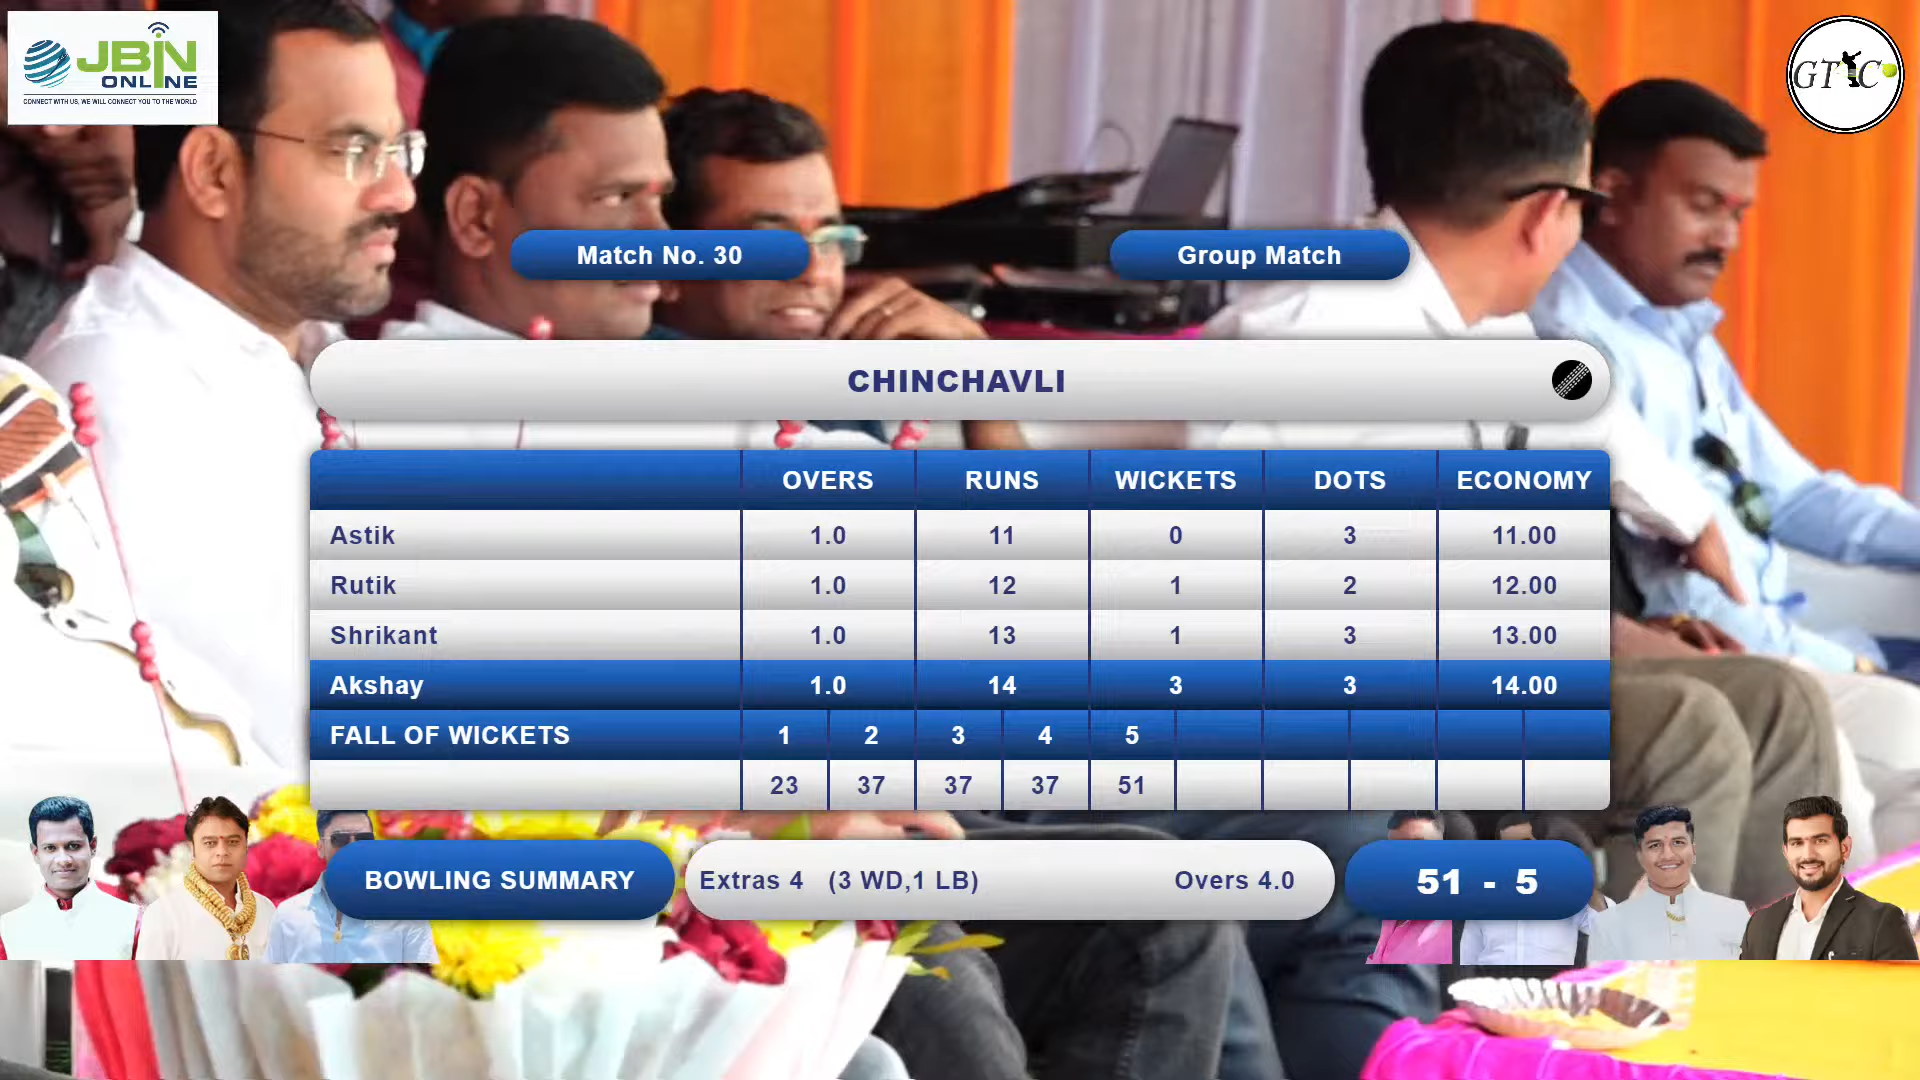 JBIN
ONLINE
CONNECT WITH US, WE WILL CONNECT YOU TO THE WORLD
GTCC
Match No. 30
Group Match
CHINCHAVLI
OVERS RUNS WICKETS DOTS ECONOMY
Astik 1.0 11 0 3 11.00
Rutik 1.0 12 1 2 12.00
Shrikant 1.0 13 1 3 13.00
Akshay 1.0 14 3 3 14.00
FALL OF WICKETS 1 2 3 4 5
23 37 37 37 51
BOWLING SUMMARY Extras 4 (3 WD,1 LB) Overs 4.0 51 - 5